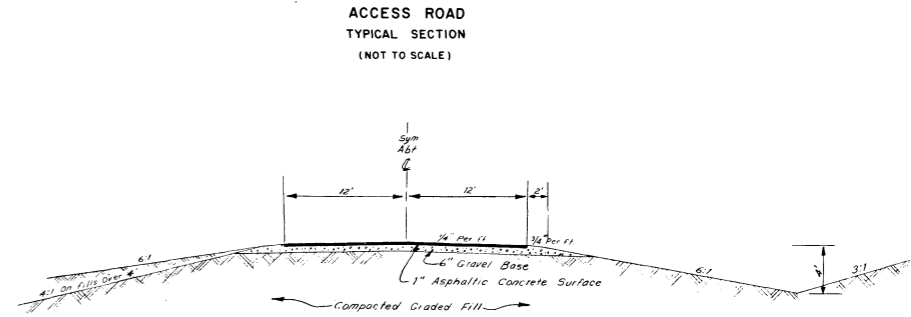 ACCESS ROAD
TYPICAL SECTION
(NOT TO SCALE)
Sym
Abt
℄
12'
12'
2'
1/4" Per ft
3/4" Per ft.
6:1
4:1 On fills Over 4'
6" Gravel Base
1" Asphaltic Concrete Surface
6:1
4'
3:1
Compacted Graded Fill